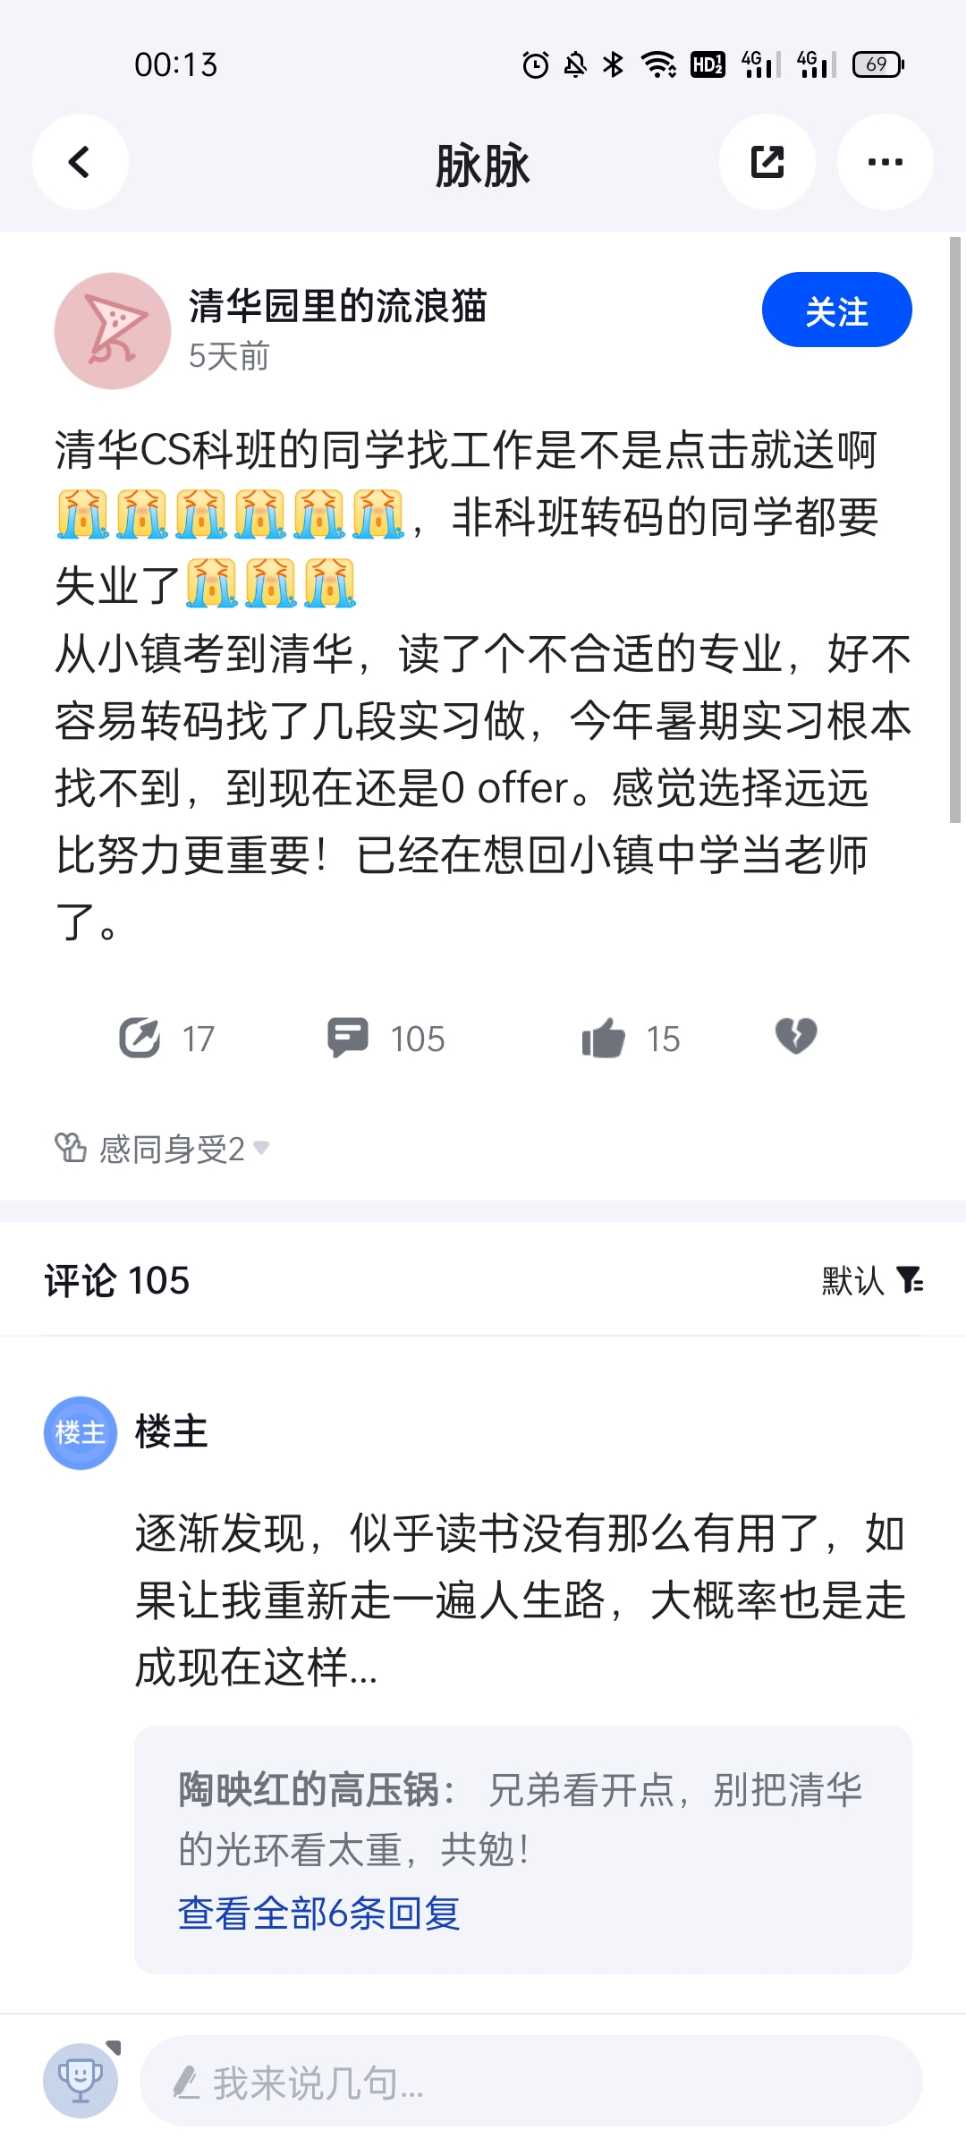 00:13
HD 1 2 4G 4G 69
脉脉
清华园里的流浪猫
5天前
关注
清华CS科班的同学找工作是不是点击就送啊
😭😭😭😭😭😭，非科班转码的同学都要
失业了😭😭😭
从小镇考到清华，读了个不合适的专业，好不
容易转码找了几段实习做，今年暑期实习根本
找不到，到现在还是0 offer。感觉选择远远
比努力更重要！已经在想回小镇中学当老师
了。
17 105 15
感同身受2
评论 105
默认
楼主
楼主
逐渐发现，似乎读书没有那么有用了，如
果让我重新走一遍人生路，大概率也是走
成现在这样...
陶映红的高压锅： 兄弟看开点，别把清华
的光环看太重，共勉！
查看全部6条回复
我来说几句...